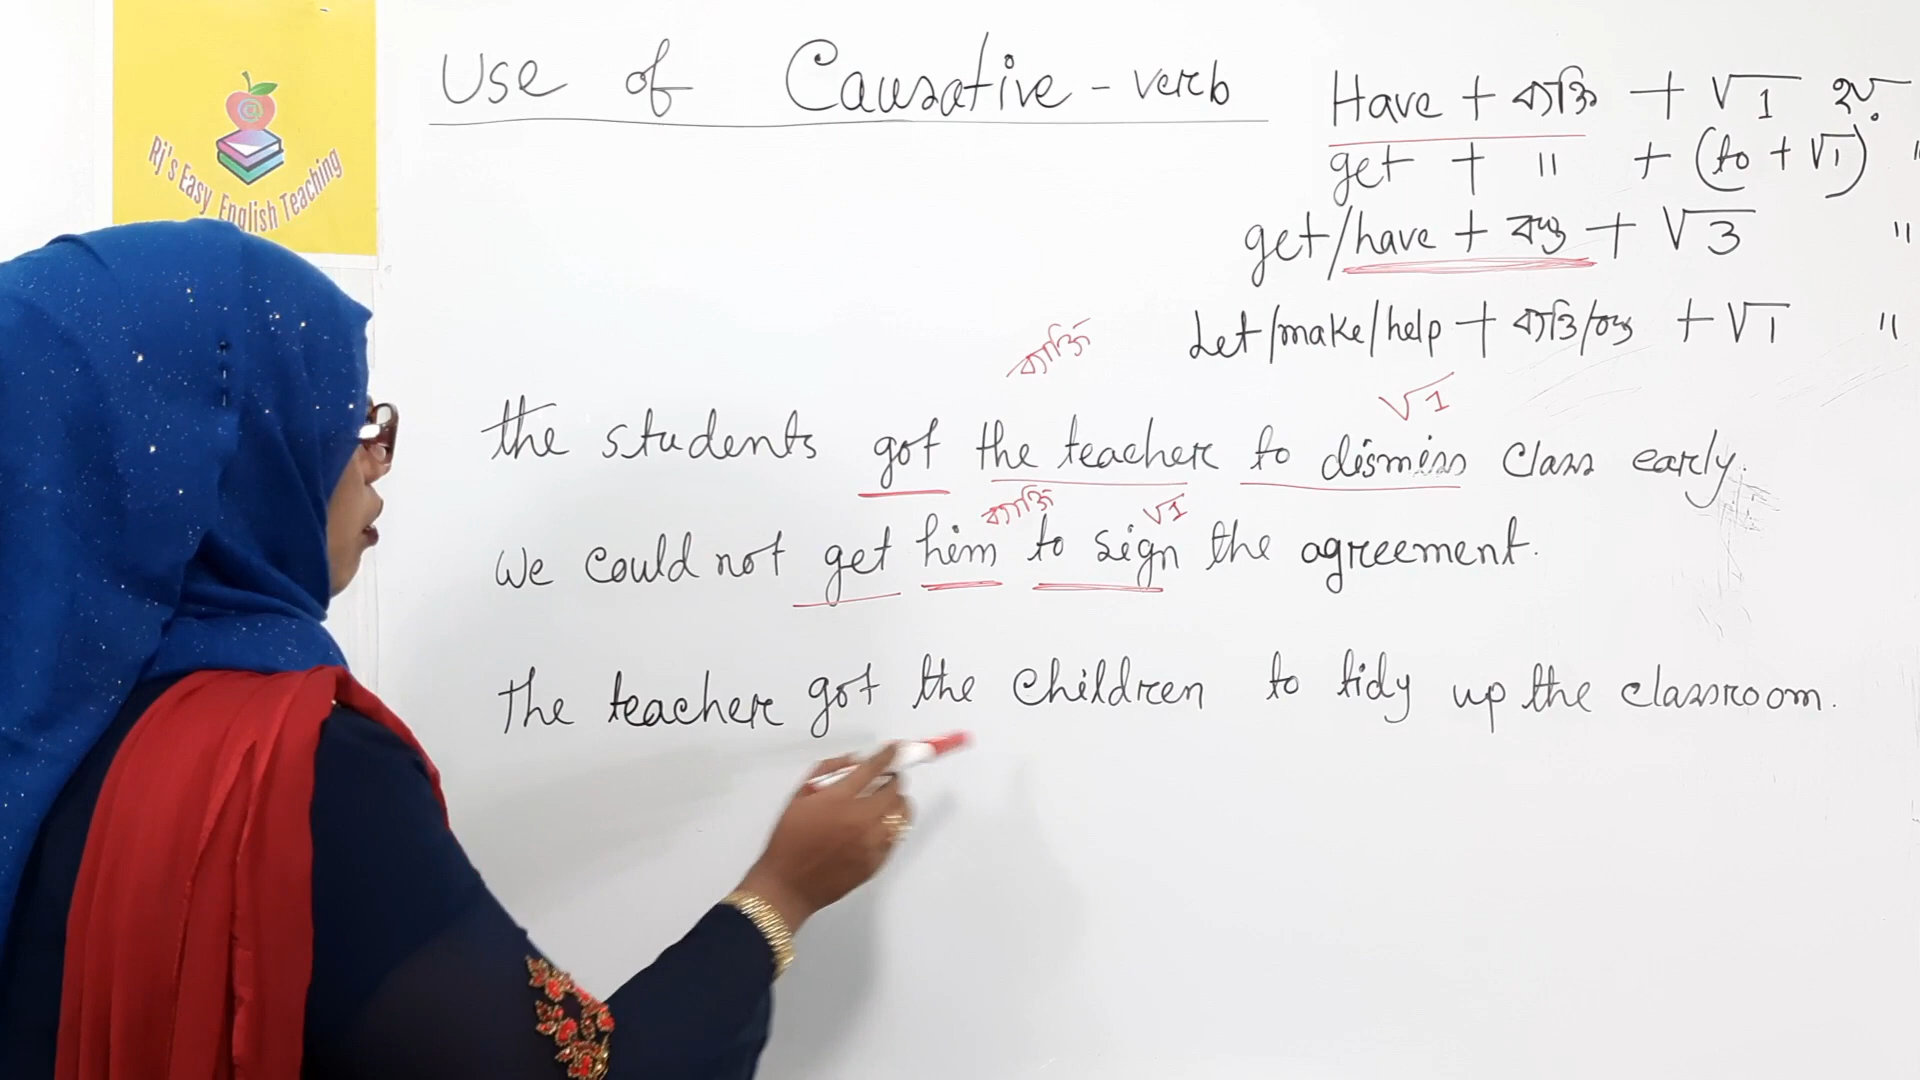 Rj's Easy English Teaching
Use of Causative-verb
Have + ব্যক্তি + V1 হয়.
get + " + (to + V1) "
get/have + বস্তু + V3 "
Let/make/help + ব্যক্তি/বস্তু + V1 "
ব্যক্তি V1
the students got the teacher to dismiss class early.
ব্যক্তি V1
we could not get him to sign the agreement.
the teacher got the children to tidy up the classroom.